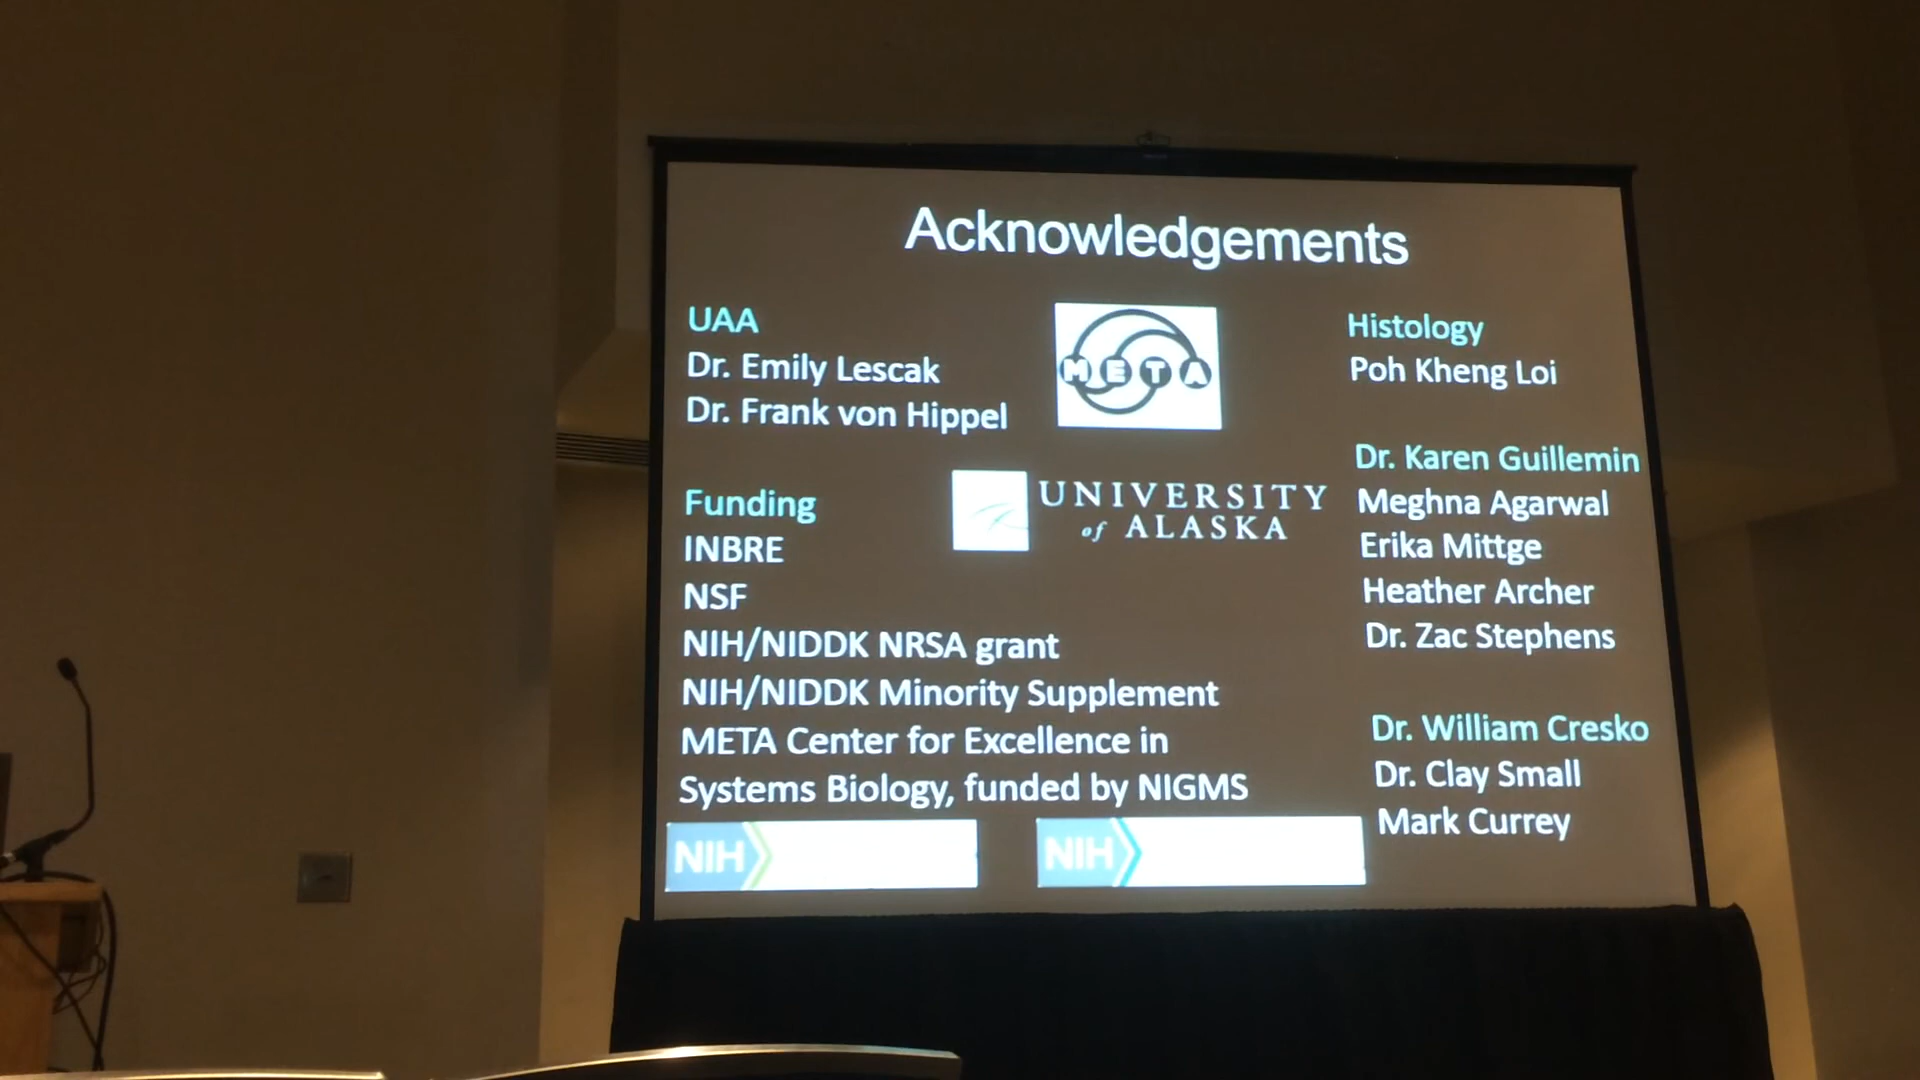 Acknowledgements
UAA
Dr. Emily Lescak
Dr. Frank von Hippel
META
UNIVERSITY
of ALASKA
Funding
INBRE
NSF
NIH/NIDDK NRSA grant
NIH/NIDDK Minority Supplement
META Center for Excellence in
Systems Biology, funded by NIGMS
NIH
NIH
Histology
Poh Kheng Loi
Dr. Karen Guillemin
Meghna Agarwal
Erika Mittge
Heather Archer
Dr. Zac Stephens
Dr. William Cresko
Dr. Clay Small
Mark Currey